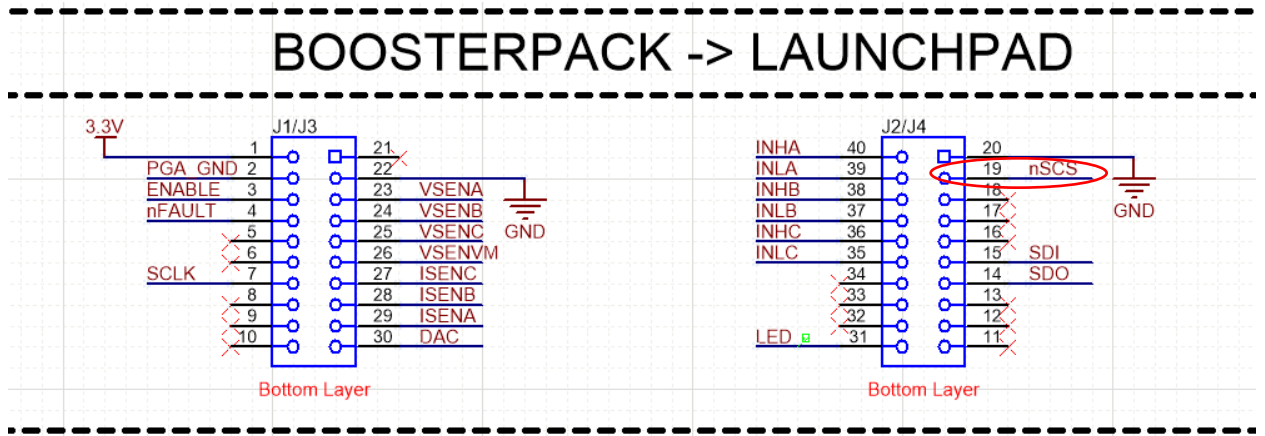 BOOSTERPACK -> LAUNCHPAD
3.3V
J1/J3
1 21
PGA_GND 2 22
ENABLE 3 23 VSENA
nFAULT 4 24 VSENB
5 25 VSENC
6 26 VSENVM
SCLK 7 27 ISENC
8 28 ISENB
9 29 ISENA
10 30 DAC
GND
Bottom Layer
J2/J4
INHA 40 20
INLA 39 19 nSCS
INHB 38 18
INLB 37 17
INHC 36 16
INLC 35 15 SDI
34 14 SDO
33 13
32 12
LED 31 11
GND
Bottom Layer